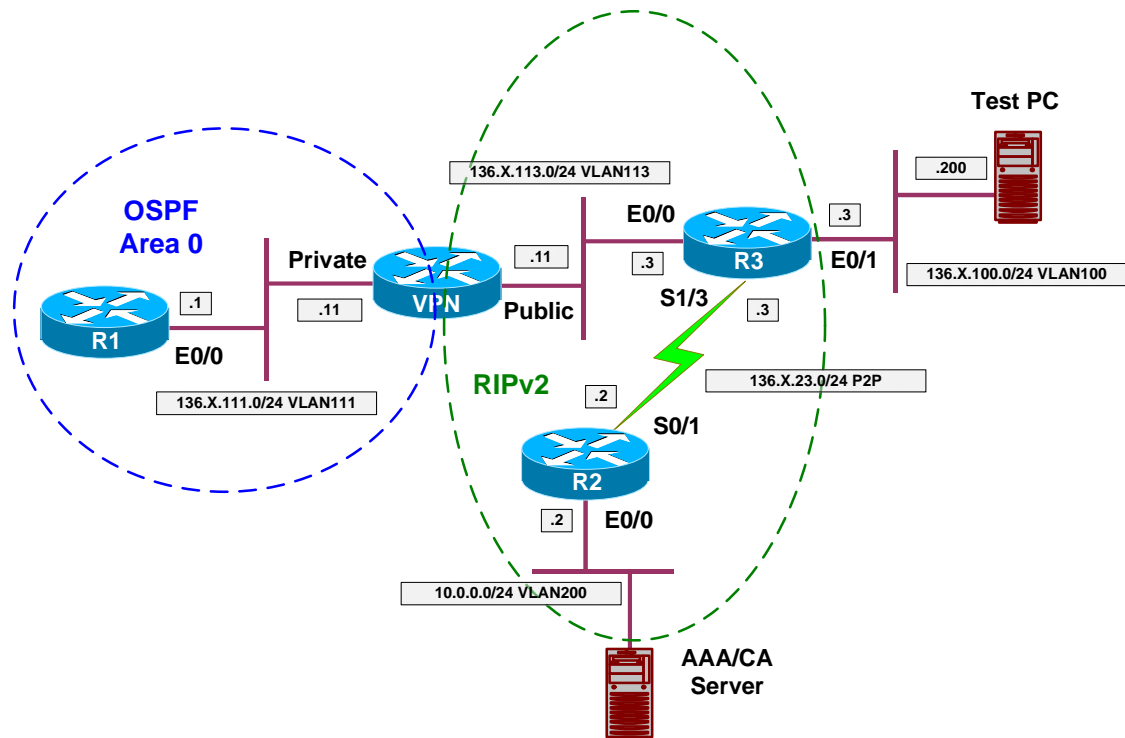 Test PC
.200
136.X.113.0/24 VLAN113
OSPF
Area 0
E0/0
.3
Private
.11
.3
R3
E0/1
.1
.11
VPN
S1/3
136.X.100.0/24 VLAN100
R1
Public
.3
E0/0
RIPv2
136.X.23.0/24 P2P
136.X.111.0/24 VLAN111
.2
S0/1
R2
.2
E0/0
10.0.0.0/24 VLAN200
AAA/CA
Server